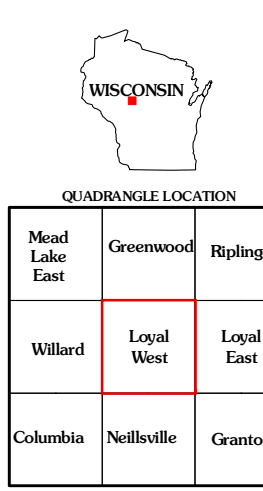 WISCONSIN
QUADRANGLE LOCATION
Mead
Lake
East
Greenwood
Ripling
Willard
Loyal
West
Loyal
East
Columbia
Neillsville
Granto